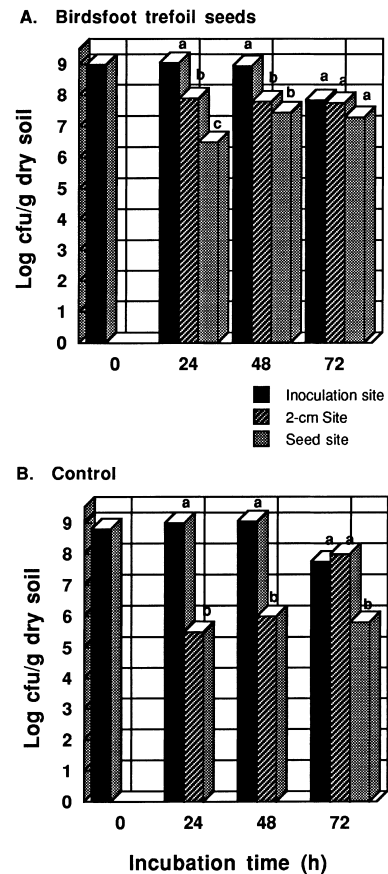 A. Birdsfoot trefoil seeds
Log cfu/g dry soil
9
8
7
6
5
4
3
2
1
0
a
b
c
a
b
b
a
a
a
0 24 48 72
Inoculation site
2-cm Site
Seed site
B. Control
Log cfu/g dry soil
9
8
7
6
5
4
3
2
1
0
a
b
a
b
a
a
b
0 24 48 72
Incubation time (h)